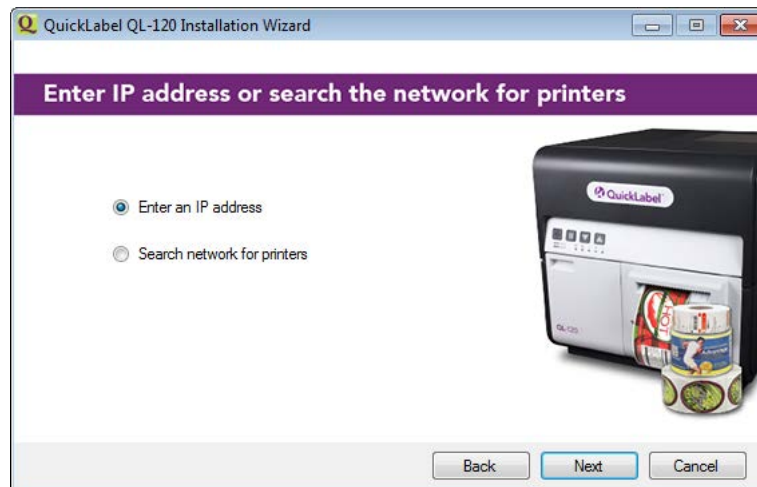 QuickLabel QL-120 Installation Wizard
Enter IP address or search the network for printers
QuickLabel
Enter an IP address
Search network for printers
HOT
QL-120
Back
Next
Cancel